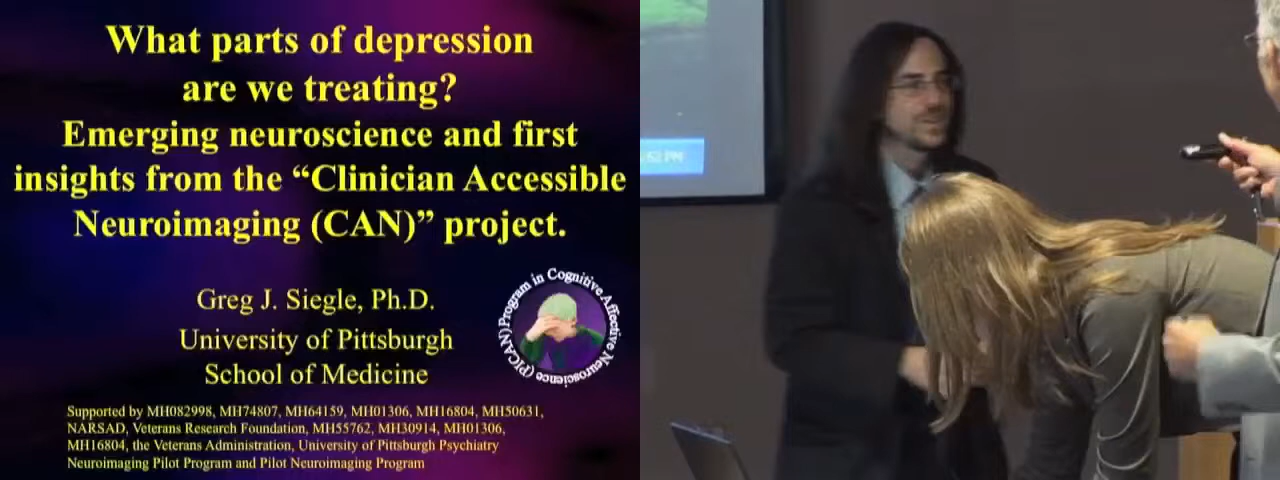 What parts of depression
are we treating?
Emerging neuroscience and first
insights from the “Clinician Accessible
Neuroimaging (CAN)” project.
Greg J. Siegle, Ph.D.
University of Pittsburgh
School of Medicine
Program in Cognitive Affective Neuroscience (PICAN)
Supported by MH082998, MH74807, MH64159, MH01306, MH16804, MH50631,
NARSAD, Veterans Research Foundation, MH55762, MH30914, MH01306,
MH16804, the Veterans Administration, University of Pittsburgh Psychiatry
Neuroimaging Pilot Program and Pilot Neuroimaging Program
PM